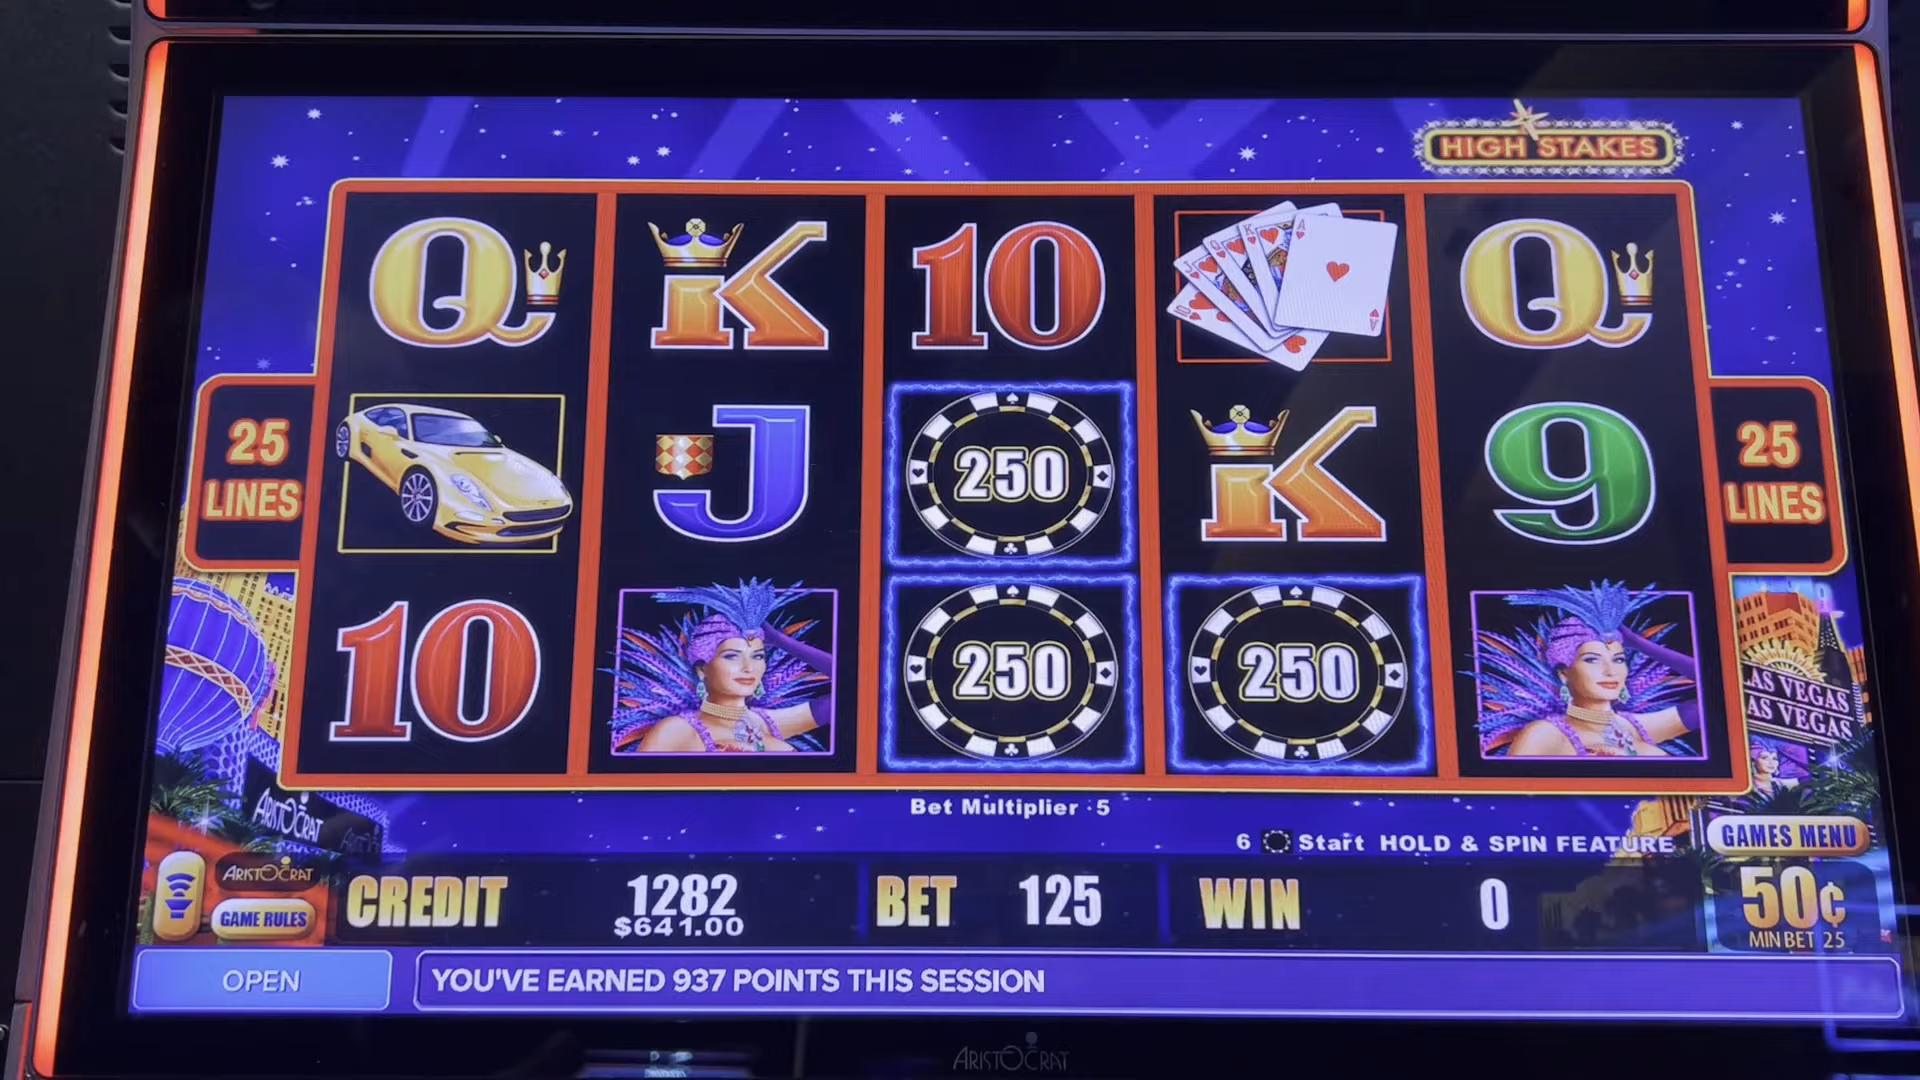 HIGH STAKES
Q K 10 Q
J 250 K 9
10 250 250
25 LINES
25 LINES
LAS VEGAS
LAS VEGAS
ARISTOCRAT
Bet Multiplier · 5
6 Start HOLD & SPIN FEATURE
GAMES MENU
ARISTOCRAT
GAME RULES
CREDIT 1282 BET 125 WIN 0
$641.00
50¢
MIN BET 25
OPEN
YOU'VE EARNED 937 POINTS THIS SESSION
ARISTOCRAT